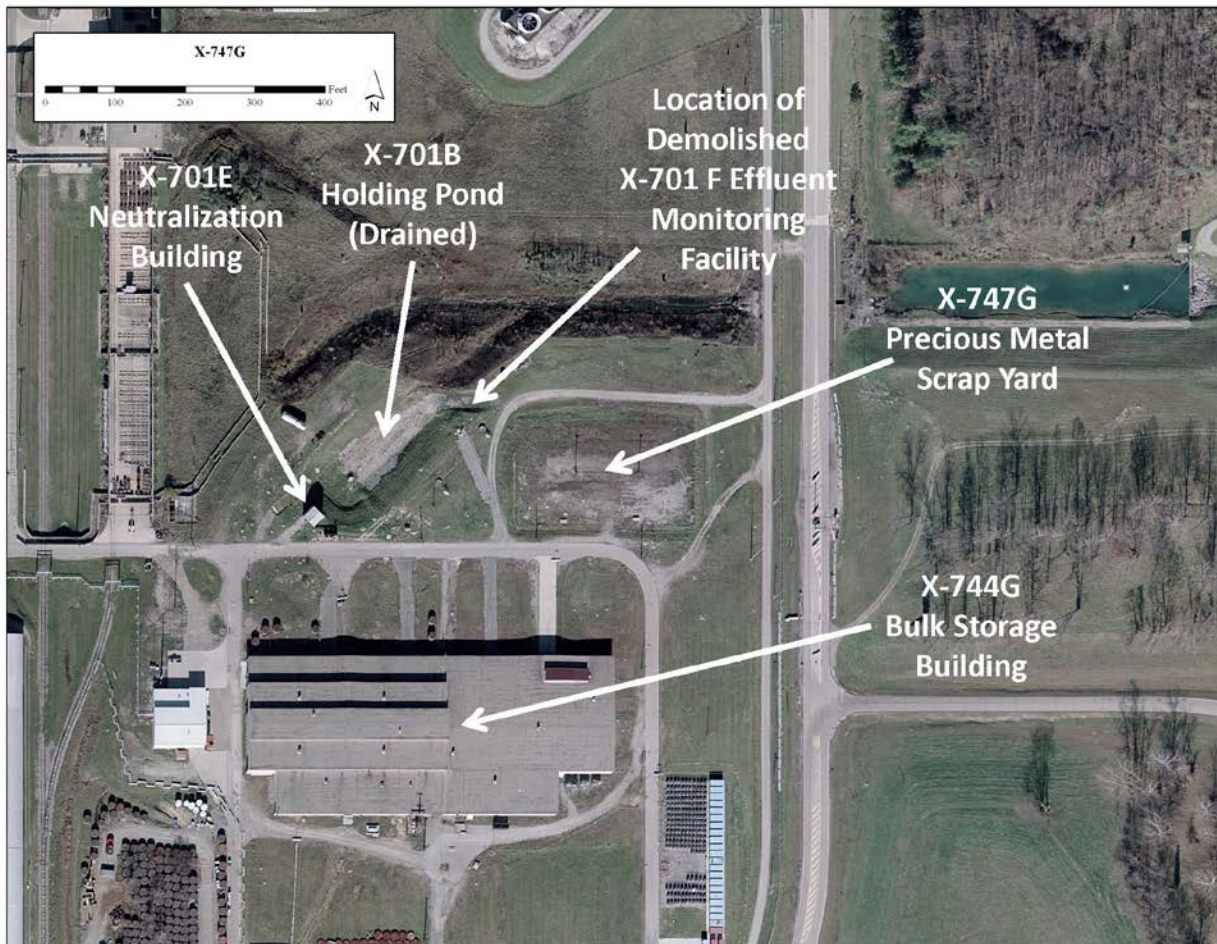 X-747G
Feet
0 100 200 300 400
N
Location of
Demolished
X-701 F Effluent
Monitoring
Facility
X-701B
Holding Pond
(Drained)
X-701E
Neutralization
Building
X-747G
Precious Metal
Scrap Yard
X-744G
Bulk Storage
Building